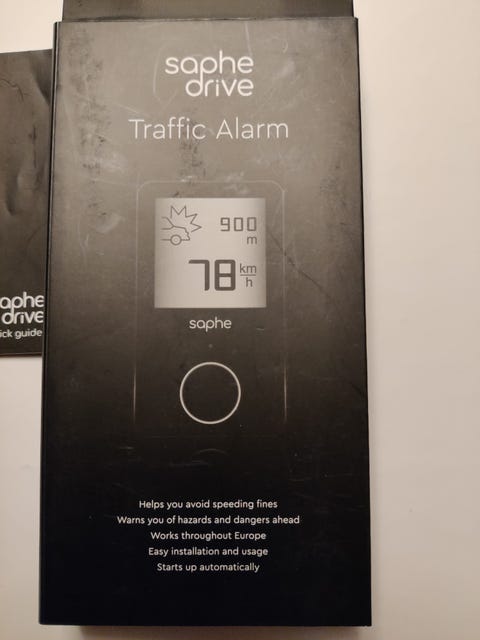 saphe
drive
Traffic Alarm
900
m
78 km
h
saphe
Helps you avoid speeding fines
Warns you of hazards and dangers ahead
Works throughout Europe
Easy installation and usage
Starts up automatically
aphe
drive
ick guide